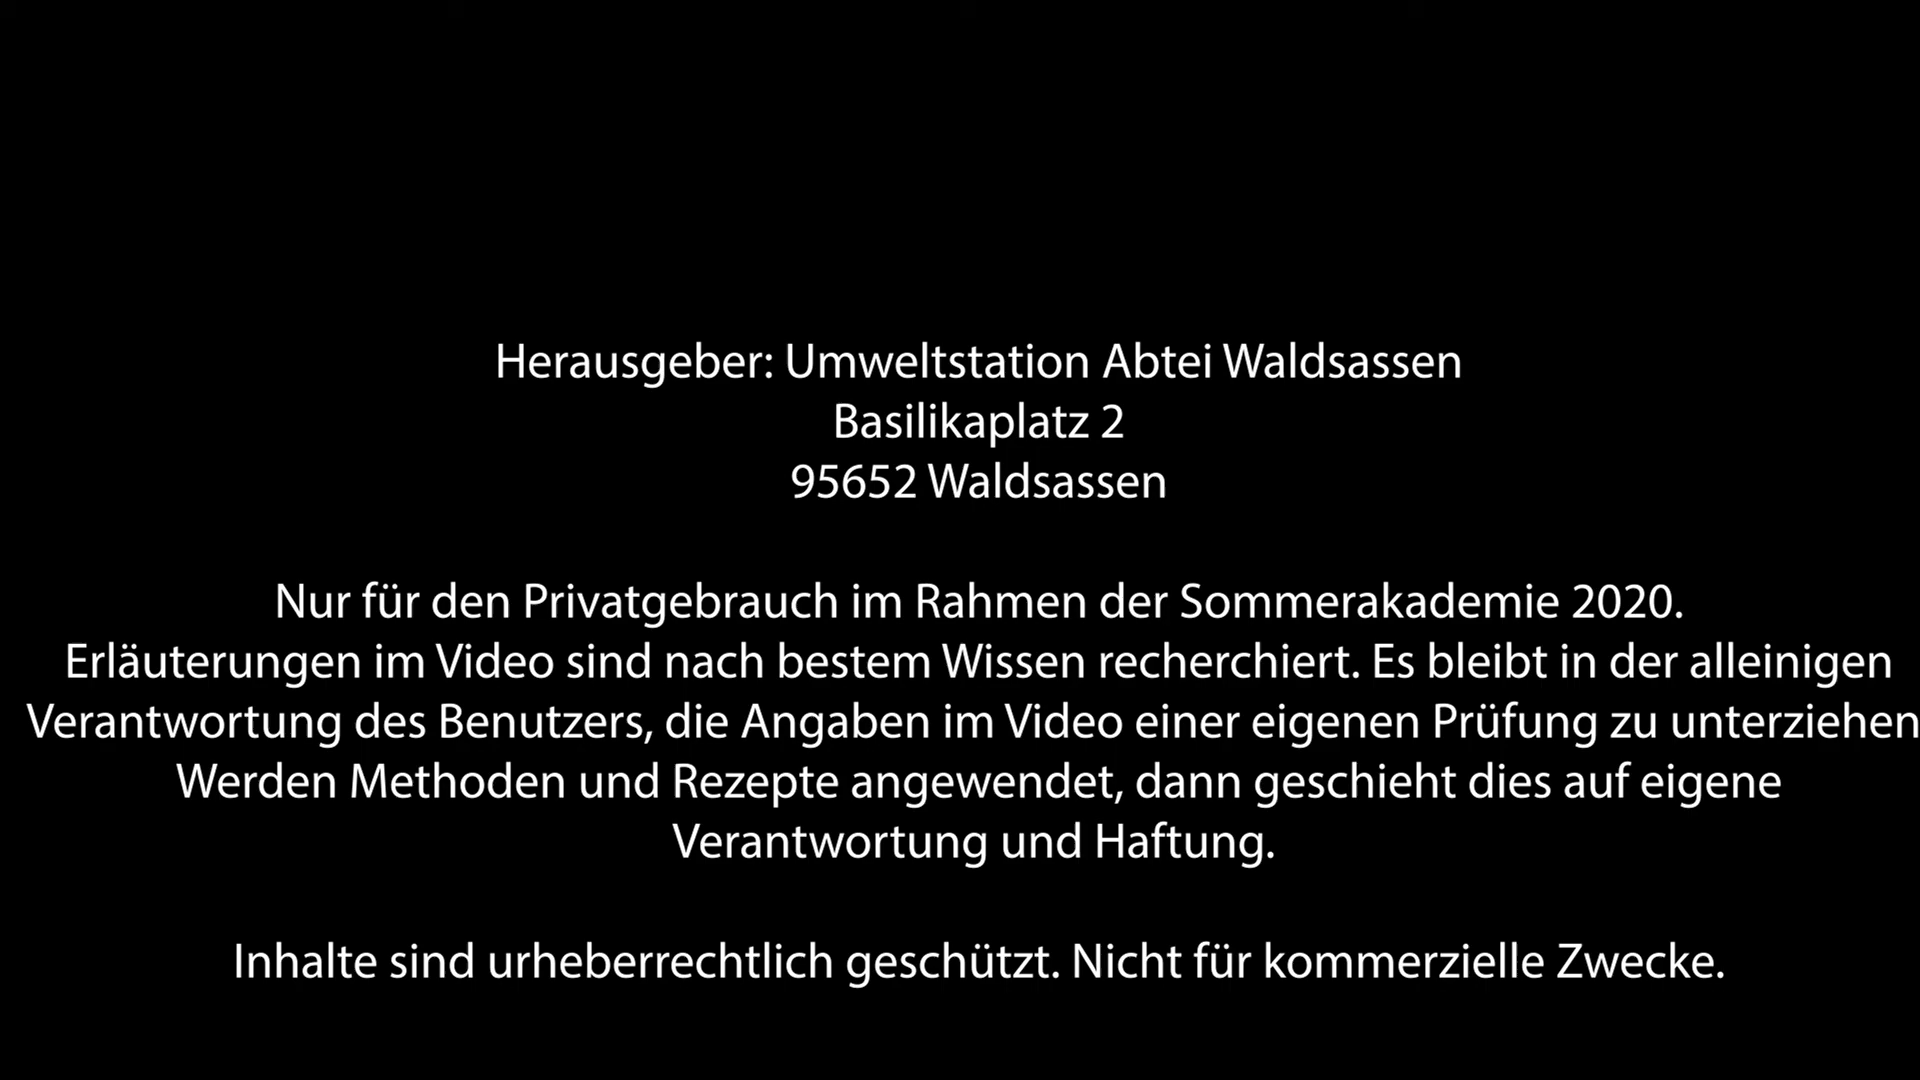 Herausgeber: Umweltstation Abtei Waldsassen
Basilikaplatz 2
95652 Waldsassen
Nur für den Privatgebrauch im Rahmen der Sommerakademie 2020.
Erläuterungen im Video sind nach bestem Wissen recherchiert. Es bleibt in der alleinigen
Verantwortung des Benutzers, die Angaben im Video einer eigenen Prüfung zu unterziehen
Werden Methoden und Rezepte angewendet, dann geschieht dies auf eigene
Verantwortung und Haftung.
Inhalte sind urheberrechtlich geschützt. Nicht für kommerzielle Zwecke.